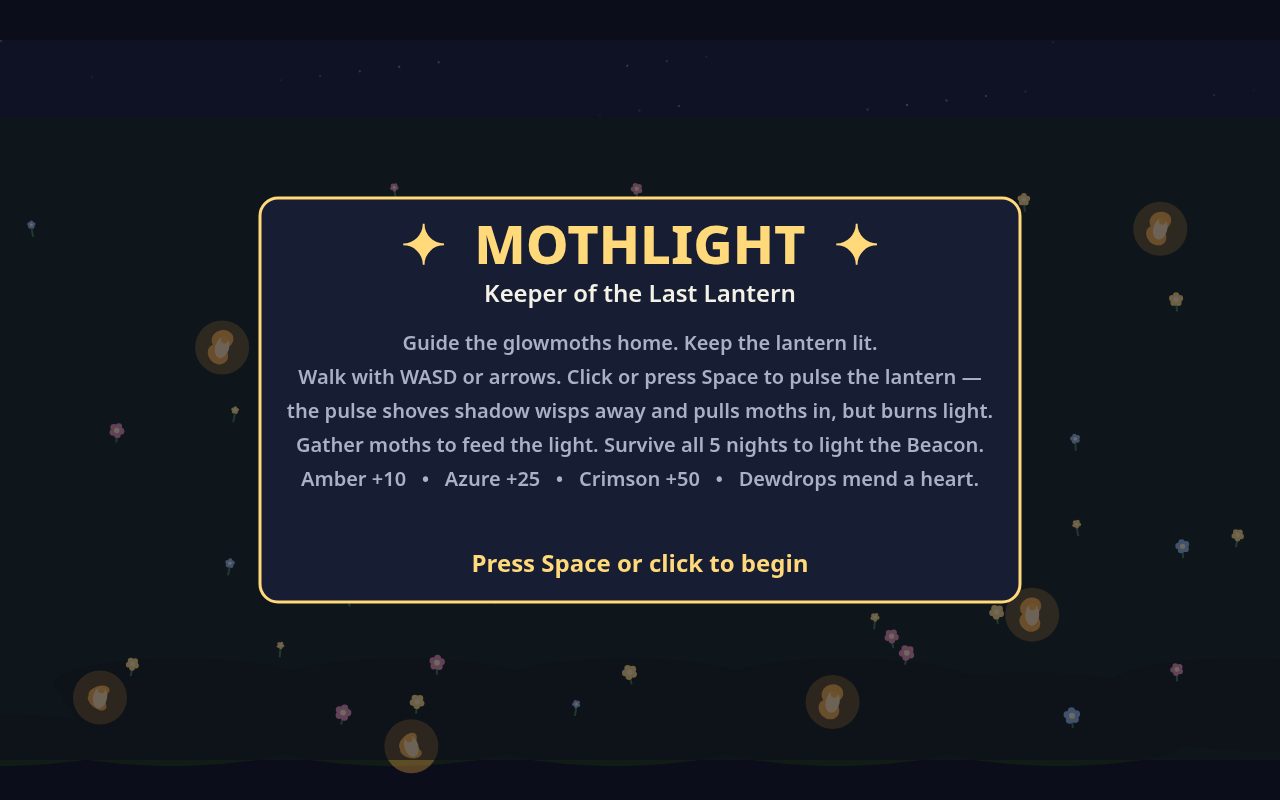 ✦ MOTHLIGHT ✦
Keeper of the Last Lantern
Guide the glowmoths home. Keep the lantern lit.
Walk with WASD or arrows. Click or press Space to pulse the lantern —
the pulse shoves shadow wisps away and pulls moths in, but burns light.
Gather moths to feed the light. Survive all 5 nights to light the Beacon.
Amber +10 • Azure +25 • Crimson +50 • Dewdrops mend a heart.
Press Space or click to begin